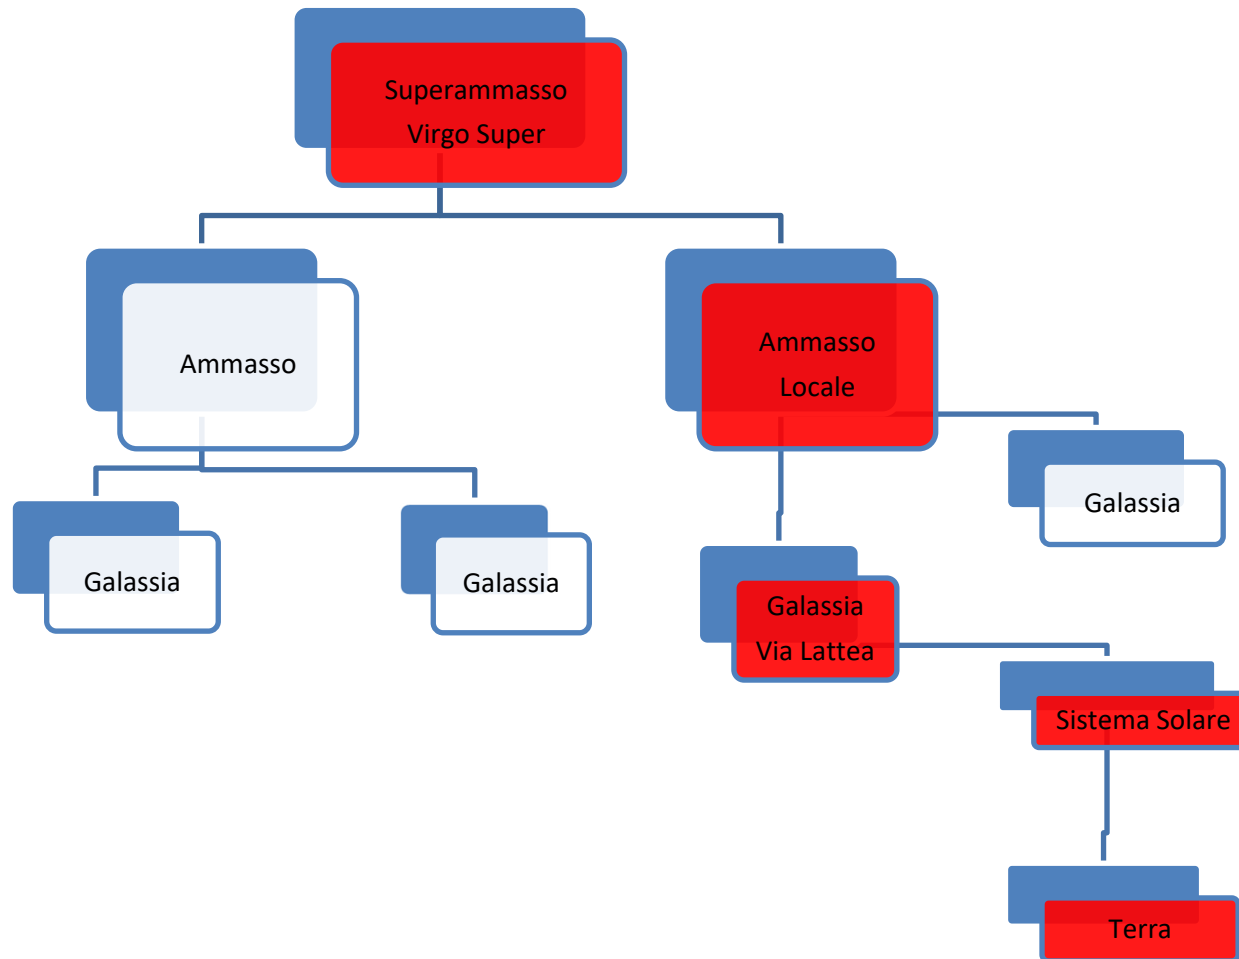 Superammasso
Virgo Super
Ammasso
Ammasso
Locale
Galassia
Galassia
Galassia
Galassia
Via Lattea
Sistema Solare
Terra